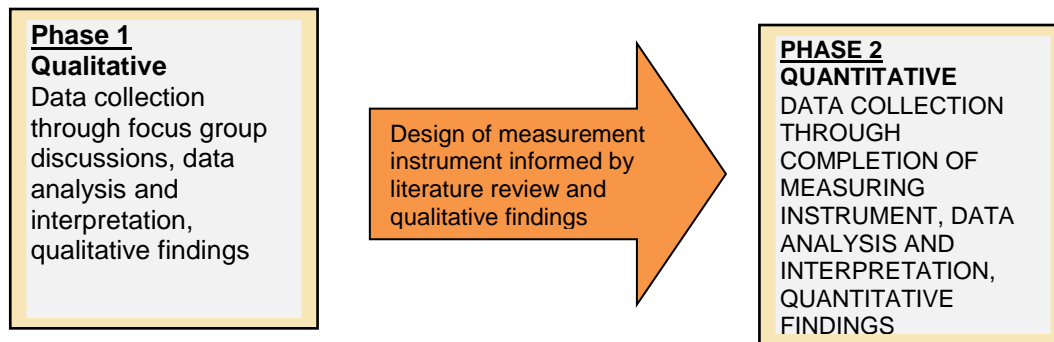 Phase 1
Qualitative
Data collection
through focus group
discussions, data
analysis and
interpretation,
qualitative findings
Design of measurement
instrument informed by
literature review and
qualitative findings
PHASE 2
QUANTITATIVE
DATA COLLECTION
THROUGH
COMPLETION OF
MEASURING
INSTRUMENT, DATA
ANALYSIS AND
INTERPRETATION,
QUANTITATIVE
FINDINGS